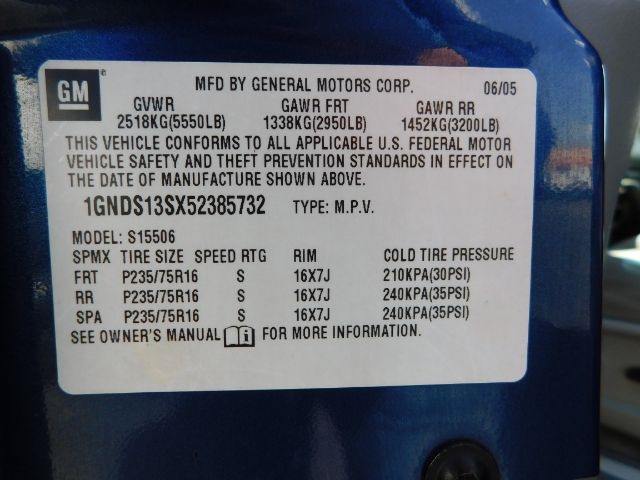 GM ® MFD BY GENERAL MOTORS CORP. 06/05
GVWR GAWR FRT GAWR RR
2518KG(5550LB) 1338KG(2950LB) 1452KG(3200LB)
THIS VEHICLE CONFORMS TO ALL APPLICABLE U.S. FEDERAL MOTOR
VEHICLE SAFETY AND THEFT PREVENTION STANDARDS IN EFFECT ON
THE DATE OF MANUFACTURE SHOWN ABOVE.
1GNDS13SX52385732 TYPE: M.P.V.
MODEL: S15506
SPMX TIRE SIZE SPEED RTG RIM COLD TIRE PRESSURE
FRT P235/75R16 S 16X7J 210KPA(30PSI)
RR P235/75R16 S 16X7J 240KPA(35PSI)
SPA P235/75R16 S 16X7J 240KPA(35PSI)
SEE OWNER'S MANUAL i FOR MORE INFORMATION.